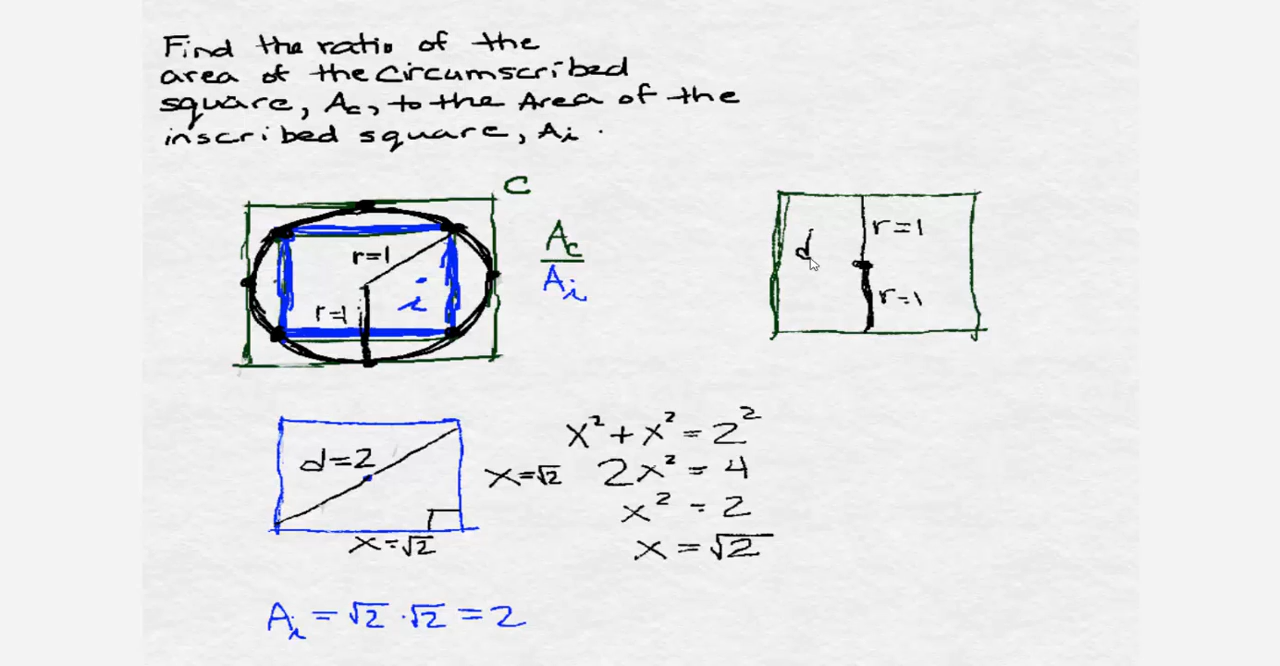 Find the ratio of the
area of the circumscribed
square, Ac, to the Area of the
inscribed square, Ai.
C
r=1
r=1
i
Ac
Ai
r=1
d
r=1
d=2
x=√2
x=√2
x²+x²=2²
2x²=4
x²=2
x=√2
Ai=√2·√2=2